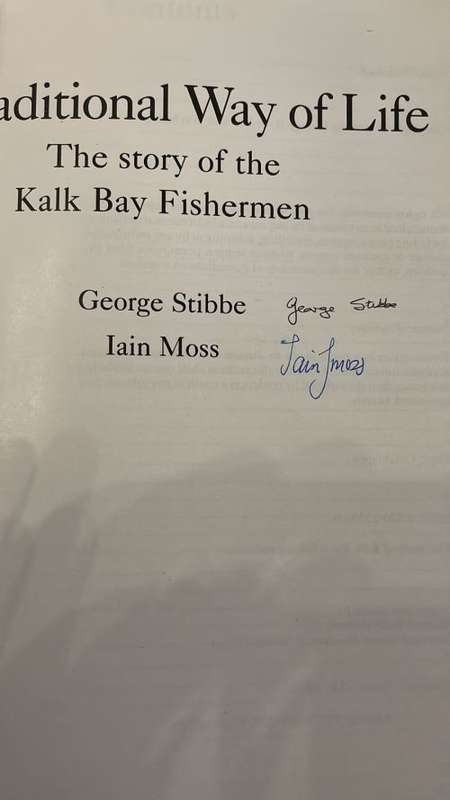 aditional Way of Life
The story of the
Kalk Bay Fishermen
George Stibbe George Stibbe
Iain Moss Iain J Moss